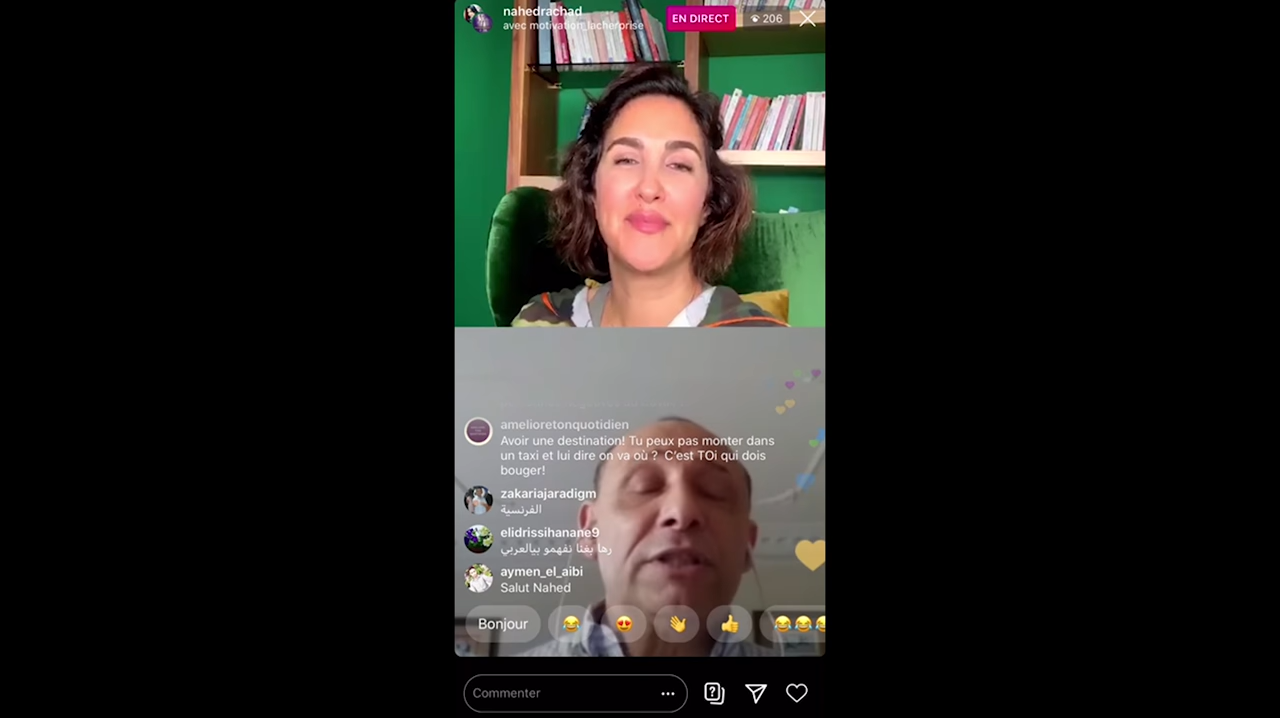 nahedrachad
avec motivation_lacherprise
EN DIRECT
206
amelioretonquotidien
Avoir une destination! Tu peux pas monter dans
un taxi et lui dire on va où ? C'est TOi qui dois
bouger!
zakariajaradigm
الفرنسية
elidrissihanane9
رها بغنا نفهمو بيالعربي
aymen_el_aibi
Salut Nahed
Bonjour
Commenter